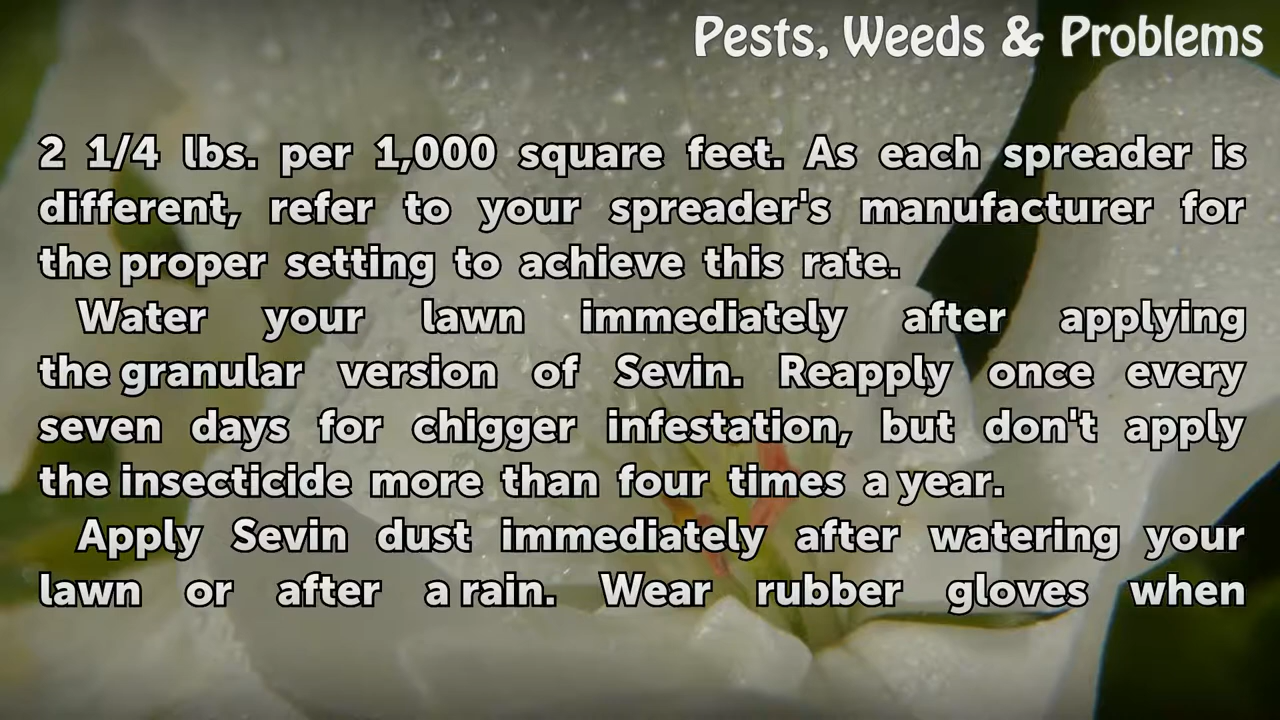 Pests, Weeds & Problems
2 1/4 lbs. per 1,000 square feet. As each spreader is
different, refer to your spreader's manufacturer for
the proper setting to achieve this rate.
Water your lawn immediately after applying
the granular version of Sevin. Reapply once every
seven days for chigger infestation, but don't apply
the insecticide more than four times a year.
Apply Sevin dust immediately after watering your
lawn or after a rain. Wear rubber gloves when